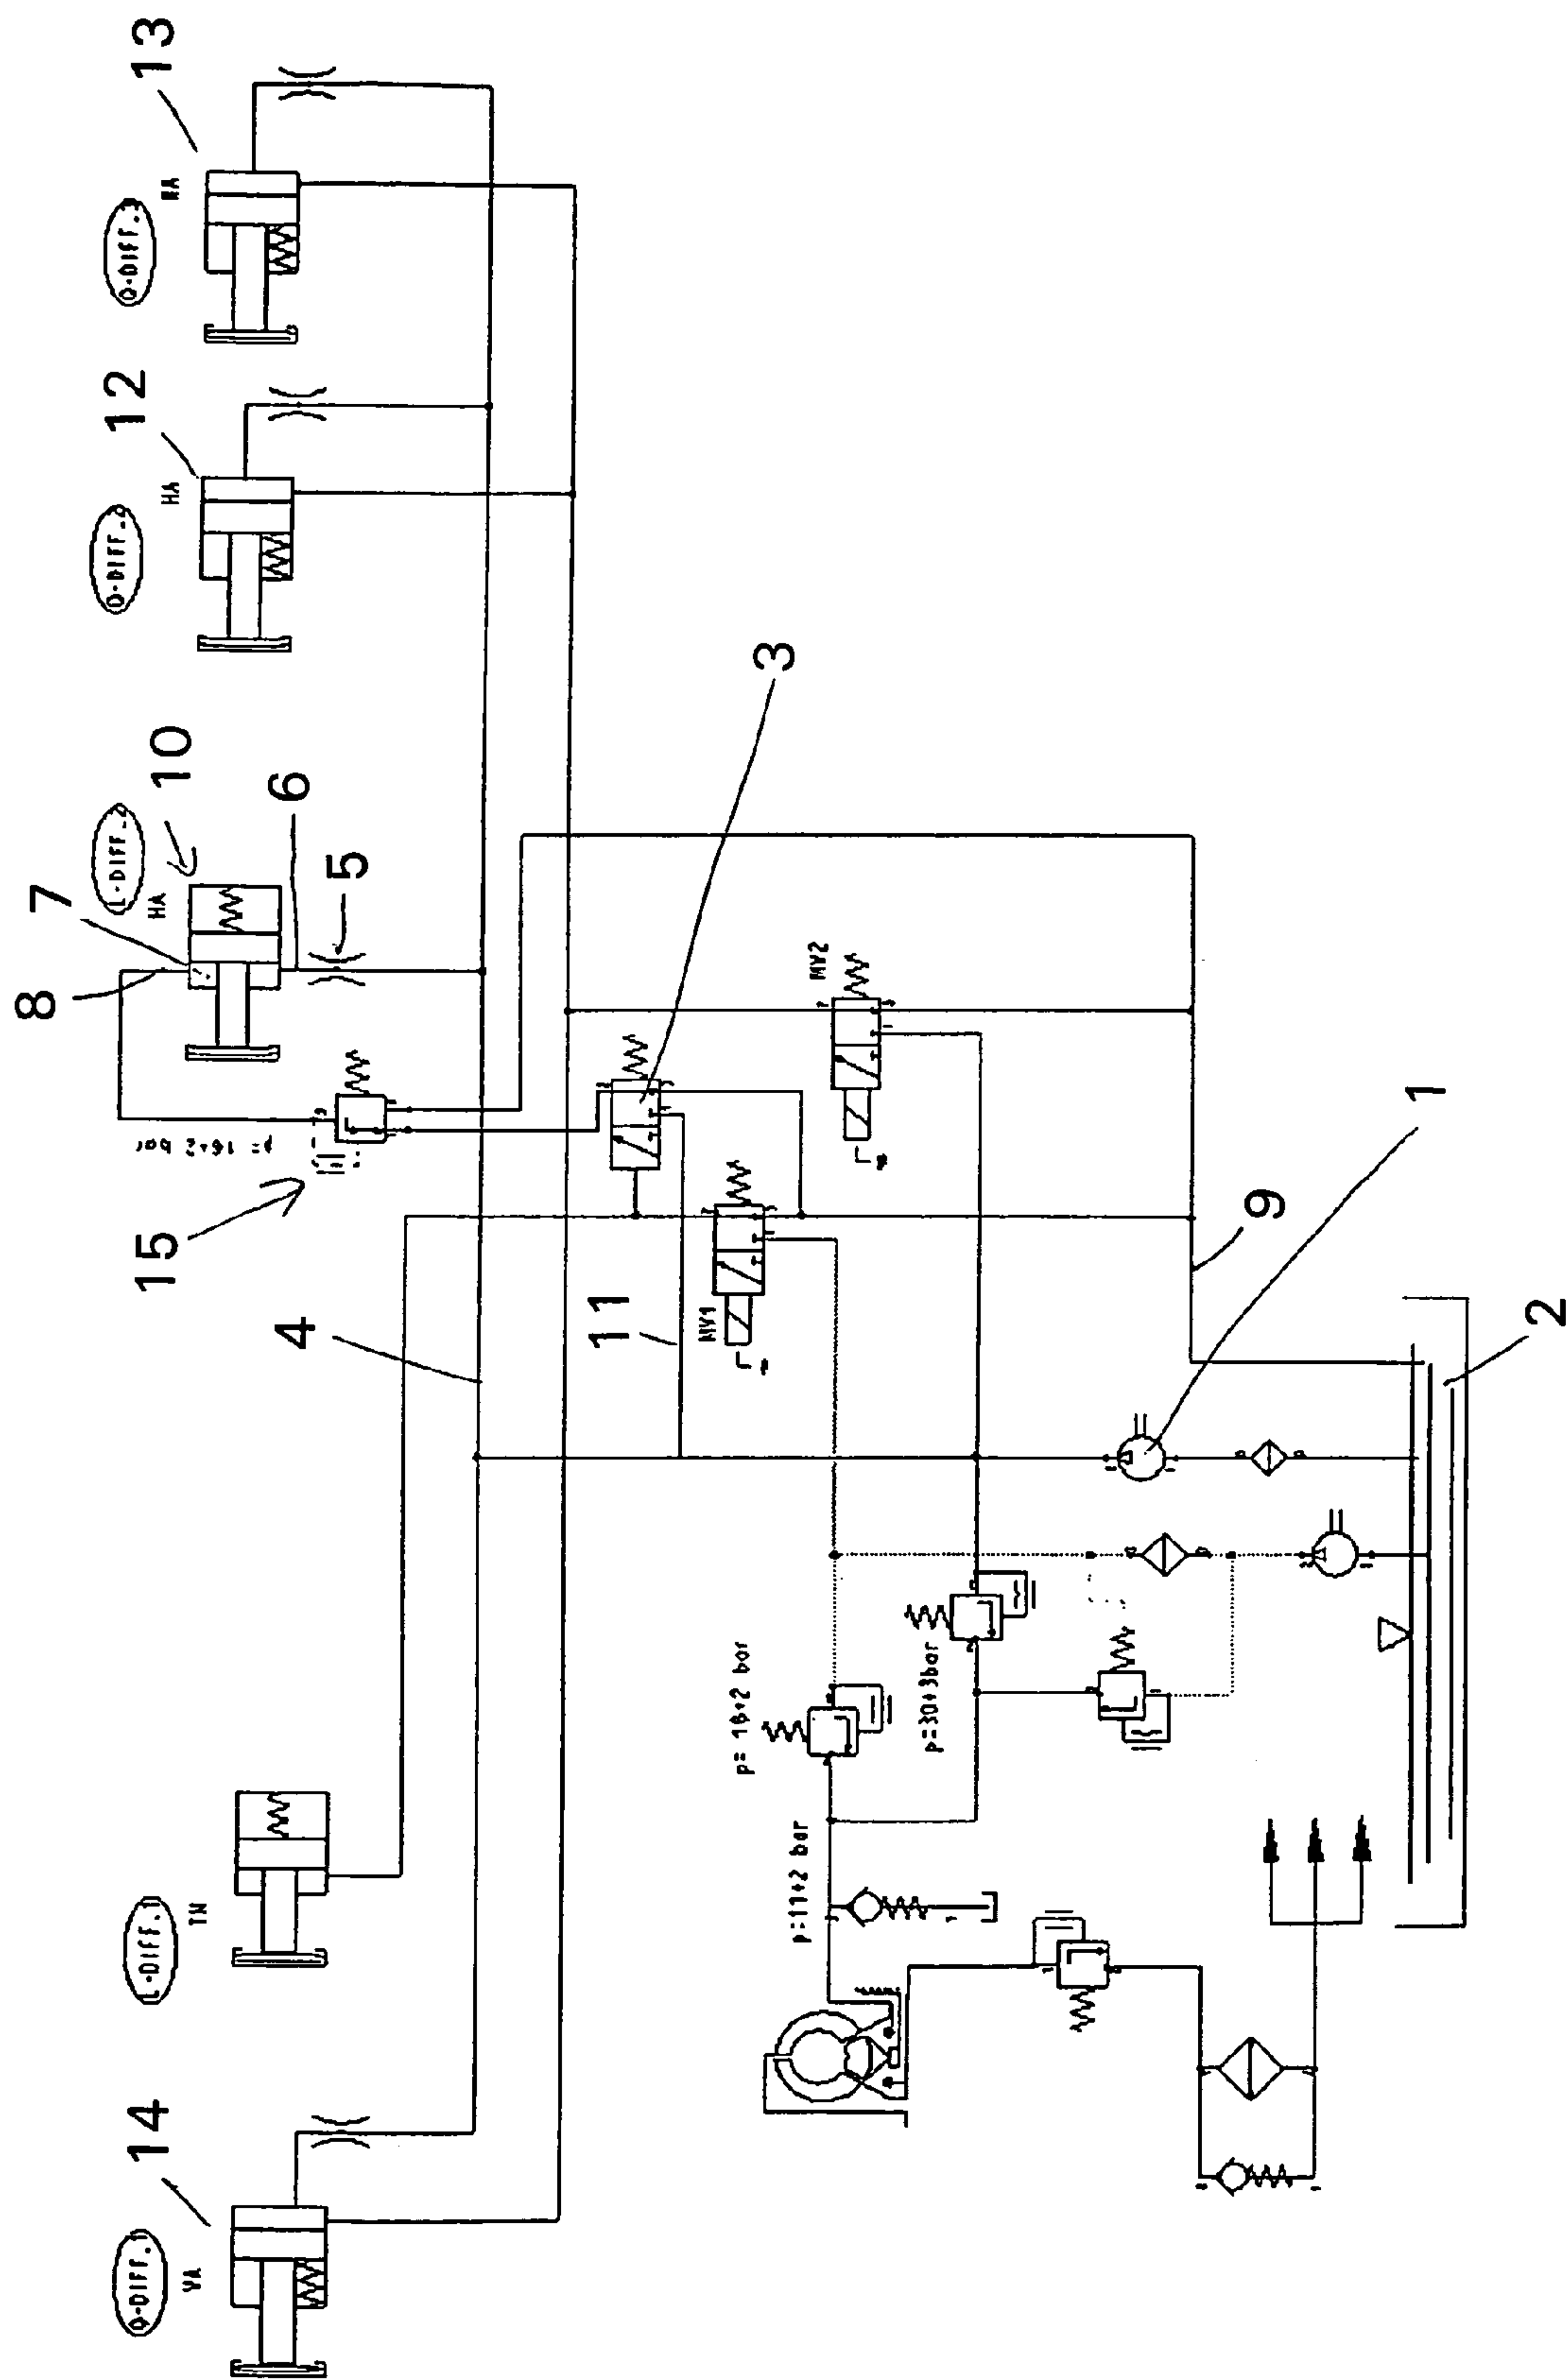 14
Q-DIFF.1
VA
L-DIFF.1
TN
15
p= 16+2 bar
8
7
L-DIFF.2
HA
10
6
5
12
Q-DIFF.2
HA
13
Q-DIFF.3
4
11
MV1
3
MV2
p= 16+2 bar
p=11+2 bar
p=30+3bar
9
1
2